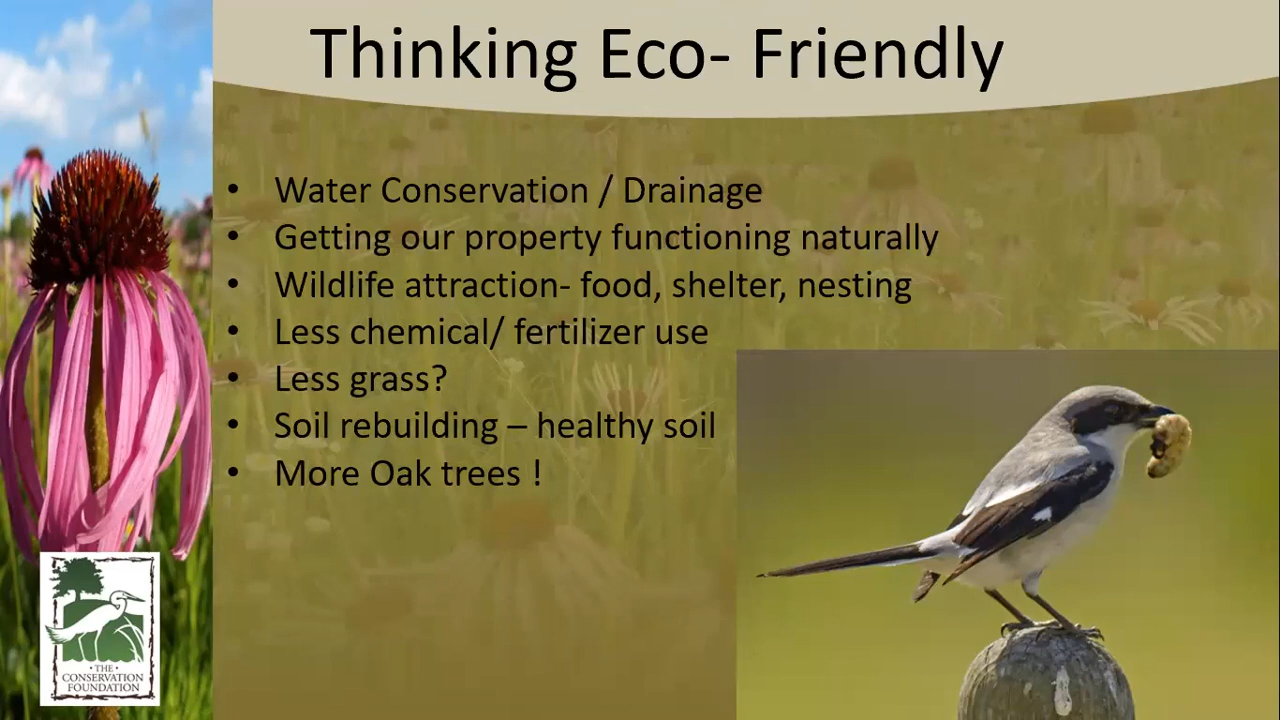 Thinking Eco- Friendly
• Water Conservation / Drainage
• Getting our property functioning naturally
• Wildlife attraction- food, shelter, nesting
• Less chemical/ fertilizer use
• Less grass?
• Soil rebuilding – healthy soil
• More Oak trees !
• THE •
CONSERVATION
FOUNDATION